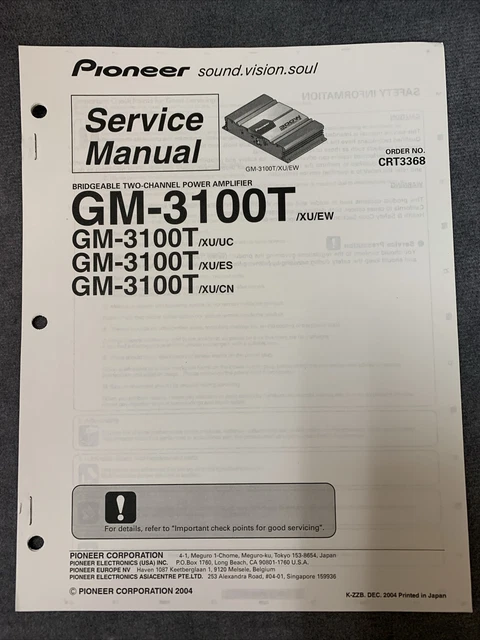 Pioneer sound.vision.soul
Service
Manual
GM-3100T/XU/EW
ORDER NO.
CRT3368
BRIDGEABLE TWO-CHANNEL POWER AMPLIFIER
GM-3100T/XU/EW
GM-3100T/XU/UC
GM-3100T/XU/ES
GM-3100T/XU/CN
!
For details, refer to "Important check points for good servicing".
PIONEER CORPORATION 4-1, Meguro 1-Chome, Meguro-ku, Tokyo 153-8654, Japan
PIONEER ELECTRONICS (USA) INC. P.O.Box 1760, Long Beach, CA 90801-1760 U.S.A.
PIONEER EUROPE NV Haven 1087 Keetberglaan 1, 9120 Melsele, Belgium
PIONEER ELECTRONICS ASIACENTRE PTE.LTD. 253 Alexandra Road, #04-01, Singapore 159936
© PIONEER CORPORATION 2004
K-ZZB. DEC. 2004 Printed in Japan